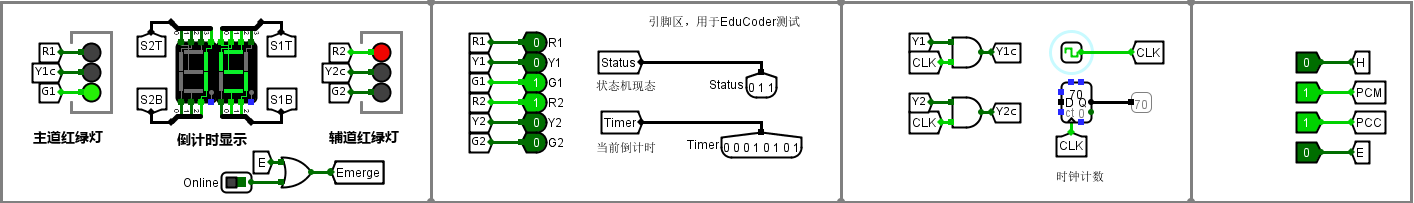 S2T
S1T
R1
Y1c
G1
R2
Y2c
G2
S2B
S1B
主道红绿灯
倒计时显示
辅道红绿灯
E
Online
Emerge
引脚区，用于EduCoder测试
R1 0 R1
Y1 0 Y1
G1 1 G1
R2 1 R2
Y2 0 Y2
G2 0 G2
Status
状态机现态
Status 0 1 1
Timer
当前倒计时
Timer 0 0 0 1 0 1 0 1
Y1
CLK
Y1c
Y2
CLK
Y2c
CLK
70
D Q
ct 0
70
CLK
时钟计数
0 H
1 PCM
1 PCC
0 E